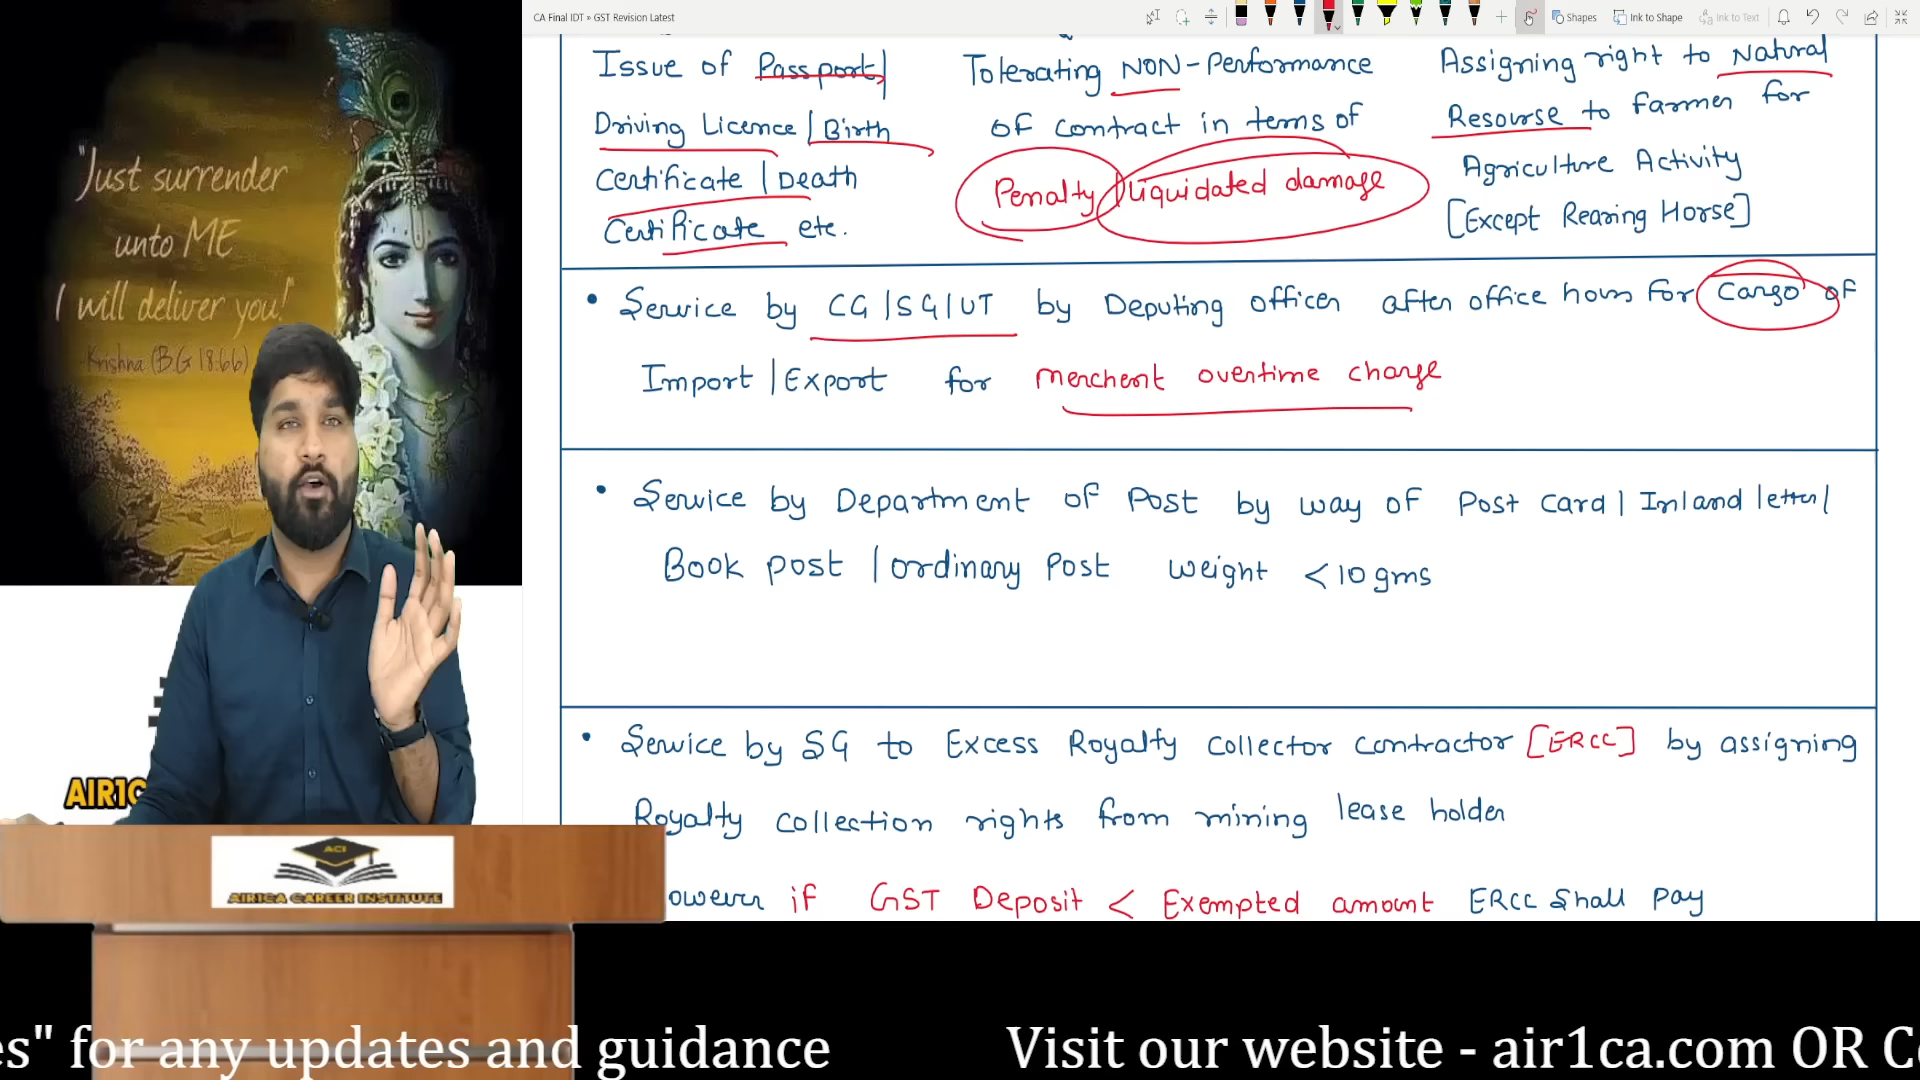 CA Final IDT » GST Revision Latest
Shapes
Ink to Shape
Ink to Text
"Just surrender
unto ME
I will deliver you!"
-Krishna (B.G 18.66)
Issue of Passport|
Driving Licence | Birth
Certificate | Death
Certificate etc.
Tolerating NON-Performance
of contract in terms of
Penalty | Liquidated damage
Assigning right to Natural
Resourse to farmer for
Agriculture Activity
[Except Rearing Horse]
• Service by CG | SG | UT by Deputing officer after office hours for Cargo of
Import | Export for merchent overtime charge
• Service by Department of Post by way of Post Card | Inland letter |
Book post | ordinary Post weight < 10 gms
• Service by SG to Excess Royalty collector contractor [ERCC] by assigning
Royalty collection rights from mining lease holder
owever if GST Deposit < Exempted amount ERCC Shall pay
AIR1C
ACI
AIR1CA CAREER INSTITUTE
es" for any updates and guidance
Visit our website - air1ca.com OR C